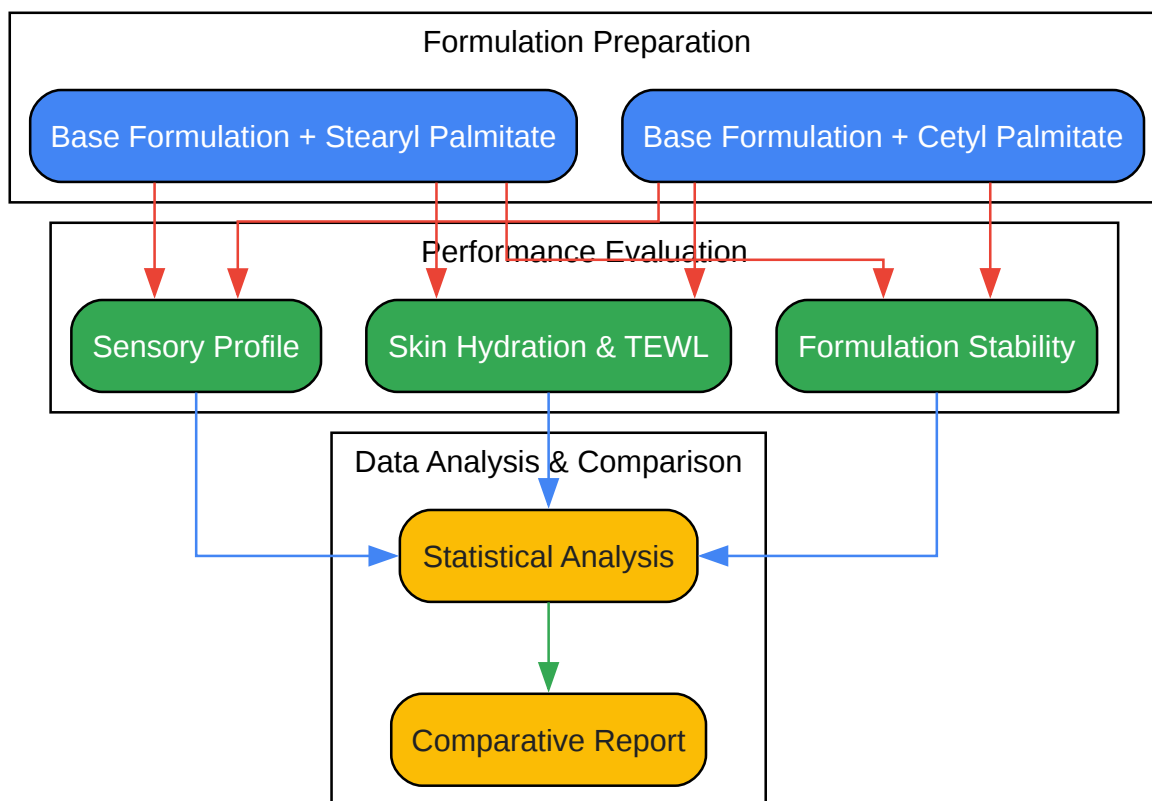 Formulation Preparation
Base Formulation + Stearyl Palmitate
Base Formulation + Cetyl Palmitate
Performance Evaluation
Sensory Profile
Skin Hydration & TEWL
Formulation Stability
Data Analysis & Comparison
Statistical Analysis
Comparative Report